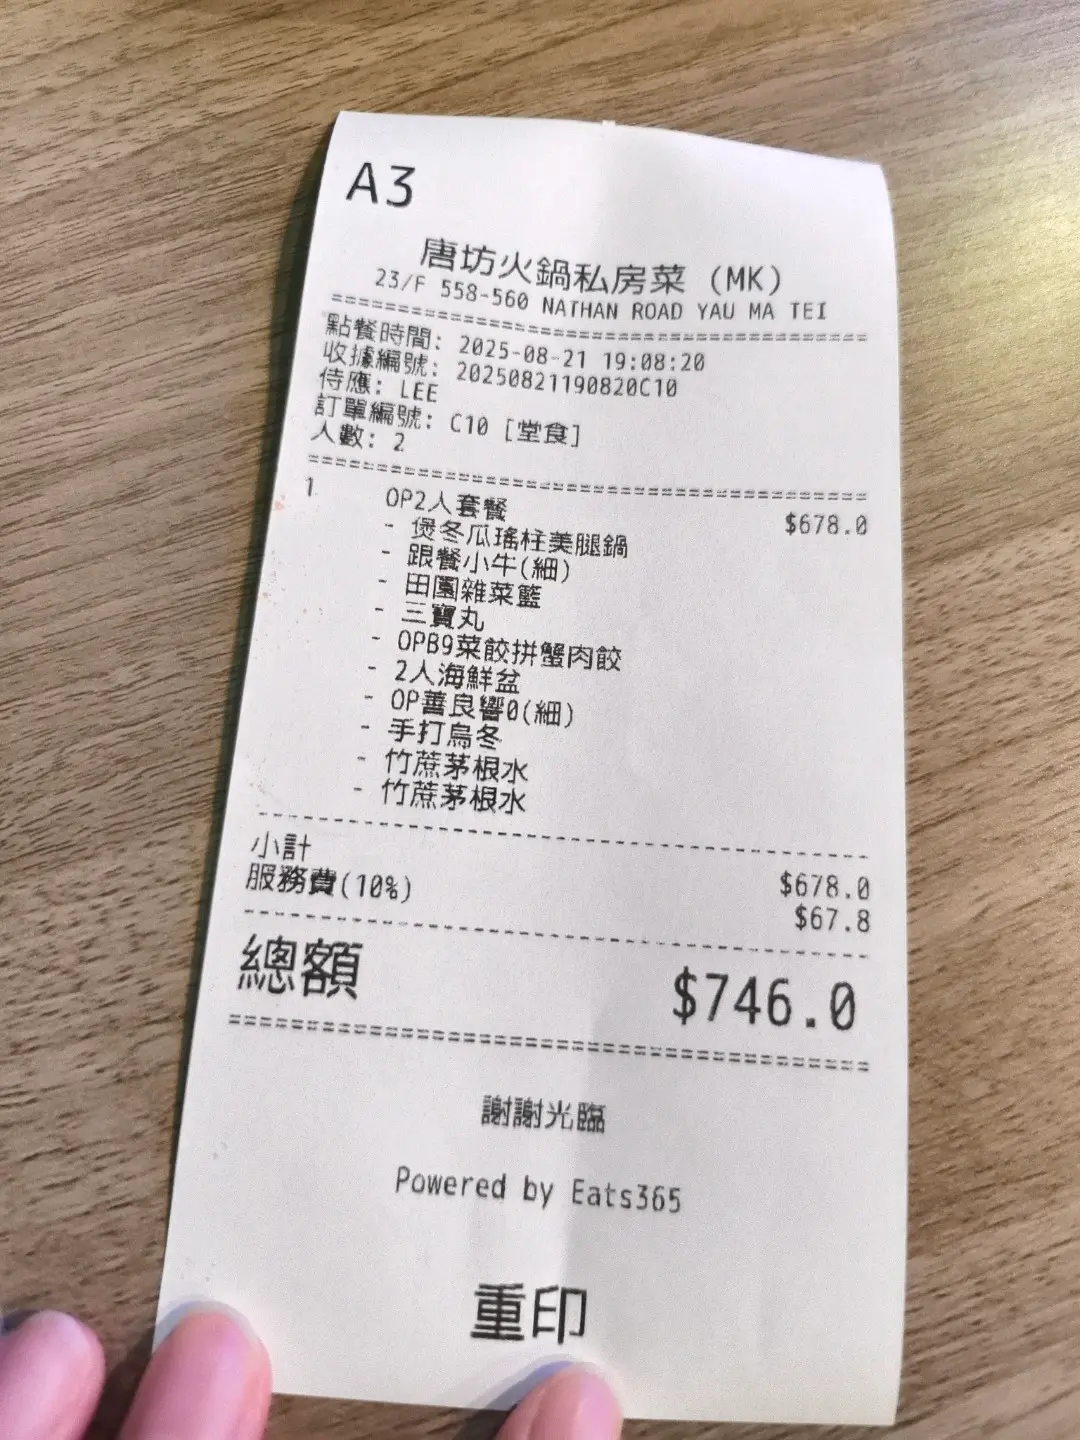 A3
唐坊火鍋私房菜 (MK)
23/F 558-560 NATHAN ROAD YAU MA TEI
點餐時間: 2025-08-21 19:08:20
收據編號: 20250821190820C10
侍應: LEE
訂單編號: C10 [堂食]
人數: 2
1 OP2人套餐 $678.0
- 煲冬瓜瑤柱美腿鍋
- 跟餐小牛(細)
- 田園雜菜籃
- 三寶丸
- OPB9菜餃拼蟹肉餃
- 2人海鮮盆
- OP善良響0(細)
- 手打烏冬
- 竹蔗茅根水
- 竹蔗茅根水
小計 $678.0
服務費(10%) $67.8
總額 $746.0
謝謝光臨
Powered by Eats365
重印